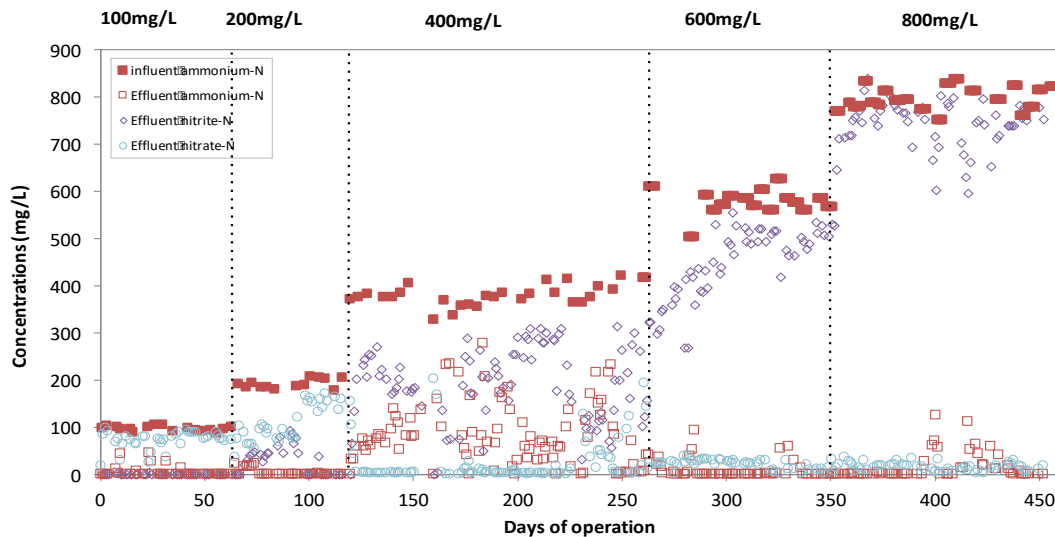 100mg/L 200mg/L 400mg/L 600mg/L 800mg/L
900
800
700
600
500
400
300
200
100
0
Concentrations (mg/L)
influent ammonium-N
Effluent ammonium-N
Effluent nitrite-N
Effluent nitrate-N
0 50 100 150 200 250 300 350 400 450
Days of operation